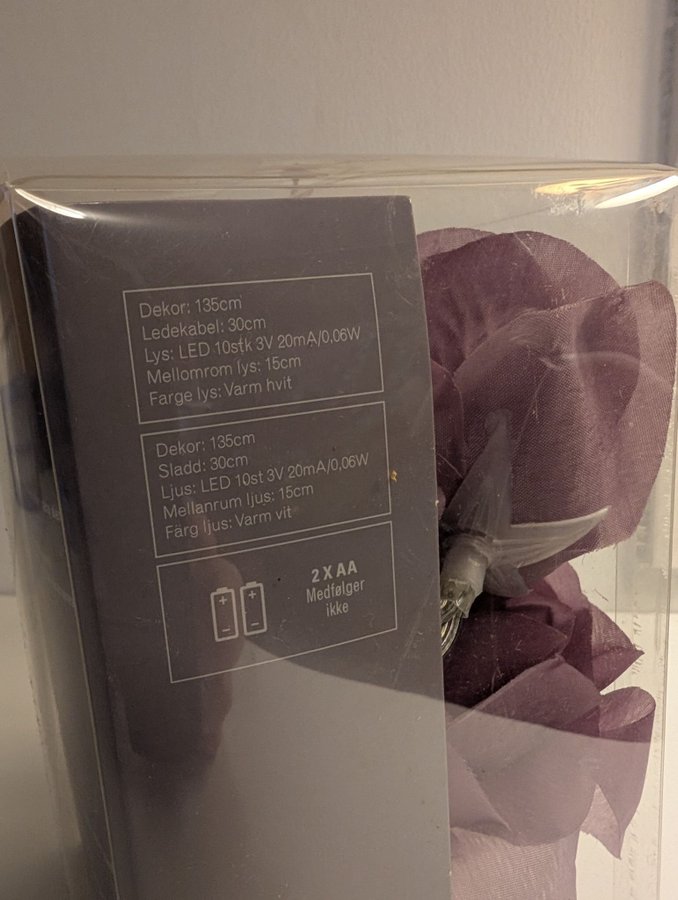 Dekor: 135cm
Ledekabel: 30cm
Lys: LED 10stk 3V 20mA/0.06W
Mellomrom lys: 15cm
Farge lys: Varm hvit
Dekor: 135cm
Sladd: 30cm
Ljus: LED 10st 3V 20mA/0,06W
Mellanrum ljus: 15cm
Färg ljus: Varm vit
+ +
2 X AA
Medfølger
ikke
- -